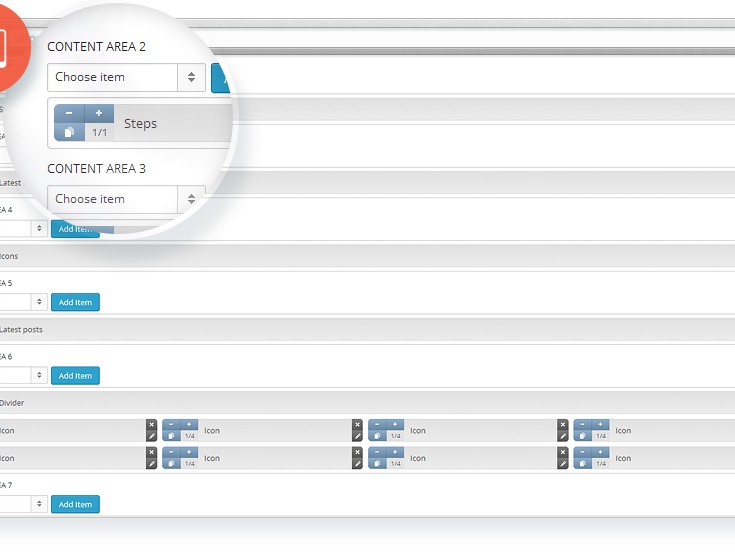 CONTENT AREA 2
Choose item
1/1 Steps
CONTENT AREA 3
Choose item
Latest
EA 4
Add Item
Icons
EA 5
Add Item
Latest posts
EA 6
Add Item
Divider
Icon 1/4 Icon 1/4 Icon 1/4 Icon
Icon 1/4 Icon 1/4 Icon 1/4 Icon
EA 7
Add Item